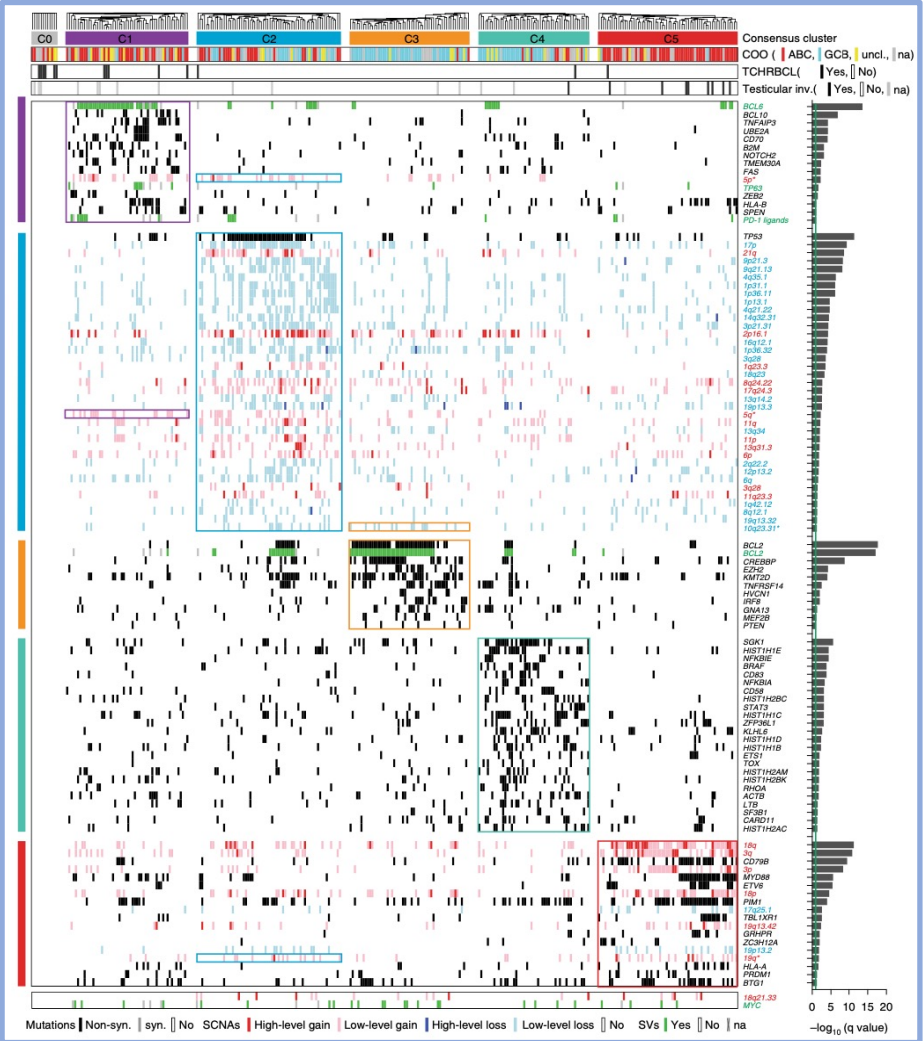 C0 C1 C2 C3 C4 C5 Consensus cluster
COO ( ABC, GCB, uncl., na)
TCHRBCL( Yes, No)
Testicular inv.( Yes, No, na)
BCL6
BCL10
TNFAIP3
UBE2A
CD70
B2M
NOTCH2
TMEM30A
FAS
5p*
TP63
ZEB2
HLA-B
SPEN
PD-1 ligands
TP53
17p
21q
9p21.3
9q21.13
4q35.1
1p31.1
1p36.11
1p13.1
4q21.22
14q32.31
3p21.31
2p16.1
16q12.1
1p36.32
3q28
1q23.3
18q23
8q24.22
17q24.3
13q14.2
19p13.3
5q*
11q
13q34
11p
13q31.3
6p
2q22.2
12p13.2
6q
3q28
11q23.3
1q42.12
8q12.1
19q13.32
10q23.31*
BCL2
BCL2
CREBBP
EZH2
KMT2D
TNFRSF14
HVCN1
IRF8
GNA13
MEF2B
PTEN
SGK1
HIST1H1E
NFKBIE
BRAF
CD83
NFKBIA
CD58
HIST1H2BC
STAT3
HIST1H1C
ZFP36L1
KLHL6
HIST1H1D
HIST1H1B
ETS1
TOX
HIST1H2AM
HIST1H2BK
RHOA
ACTB
LTB
SF3B1
CARD11
HIST1H2AC
18q
3q
CD79B
3p
MYD88
ETV6
18p
PIM1
17q25.1
TBL1XR1
19q13.42
GRHPR
ZC3H12A
19p13.2
19q*
HLA-A
PRDM1
BTG1
18q21.33
MYC
0 5 10 15 20
−log10 (q value)
Mutations Non-syn. syn. No SCNAs High-level gain Low-level gain High-level loss Low-level loss No SVs Yes No na